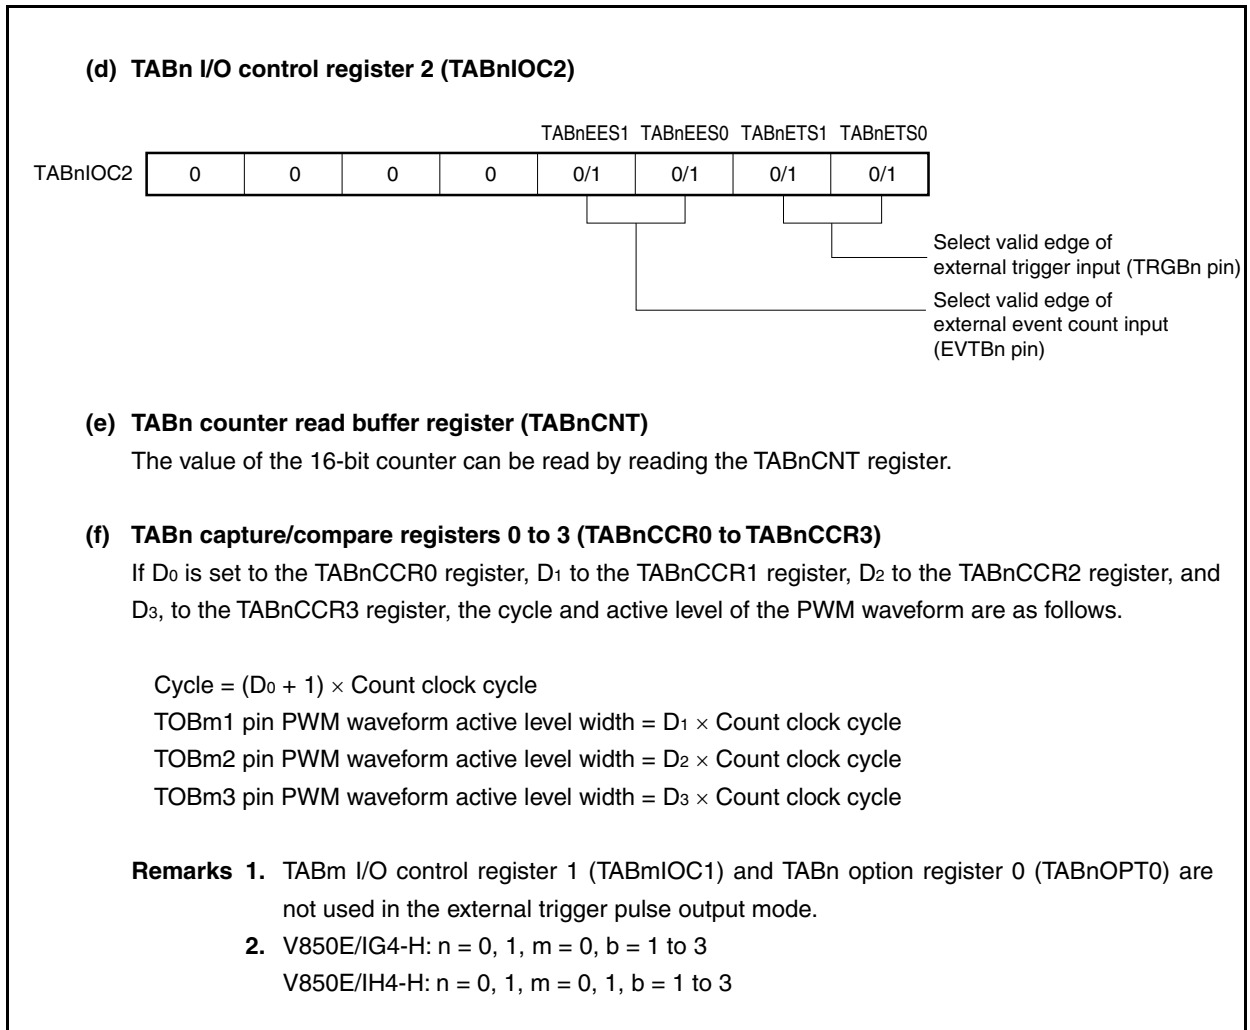 (d) TABn I/O control register 2 (TABnIOC2)
TABnEES1 TABnEES0 TABnETS1 TABnETS0
TABnIOC2 0 0 0 0 0/1 0/1 0/1 0/1
Select valid edge of
external trigger input (TRGBn pin)
Select valid edge of
external event count input
(EVTBn pin)
(e) TABn counter read buffer register (TABnCNT)
The value of the 16-bit counter can be read by reading the TABnCNT register.
(f) TABn capture/compare registers 0 to 3 (TABnCCR0 to TABnCCR3)
If D0 is set to the TABnCCR0 register, D1 to the TABnCCR1 register, D2 to the TABnCCR2 register, and
D3, to the TABnCCR3 register, the cycle and active level of the PWM waveform are as follows.
Cycle = (D0 + 1) × Count clock cycle
TOBm1 pin PWM waveform active level width = D1 × Count clock cycle
TOBm2 pin PWM waveform active level width = D2 × Count clock cycle
TOBm3 pin PWM waveform active level width = D3 × Count clock cycle
Remarks 1. TABm I/O control register 1 (TABmIOC1) and TABn option register 0 (TABnOPT0) are
not used in the external trigger pulse output mode.
2. V850E/IG4-H: n = 0, 1, m = 0, b = 1 to 3
V850E/IH4-H: n = 0, 1, m = 0, 1, b = 1 to 3